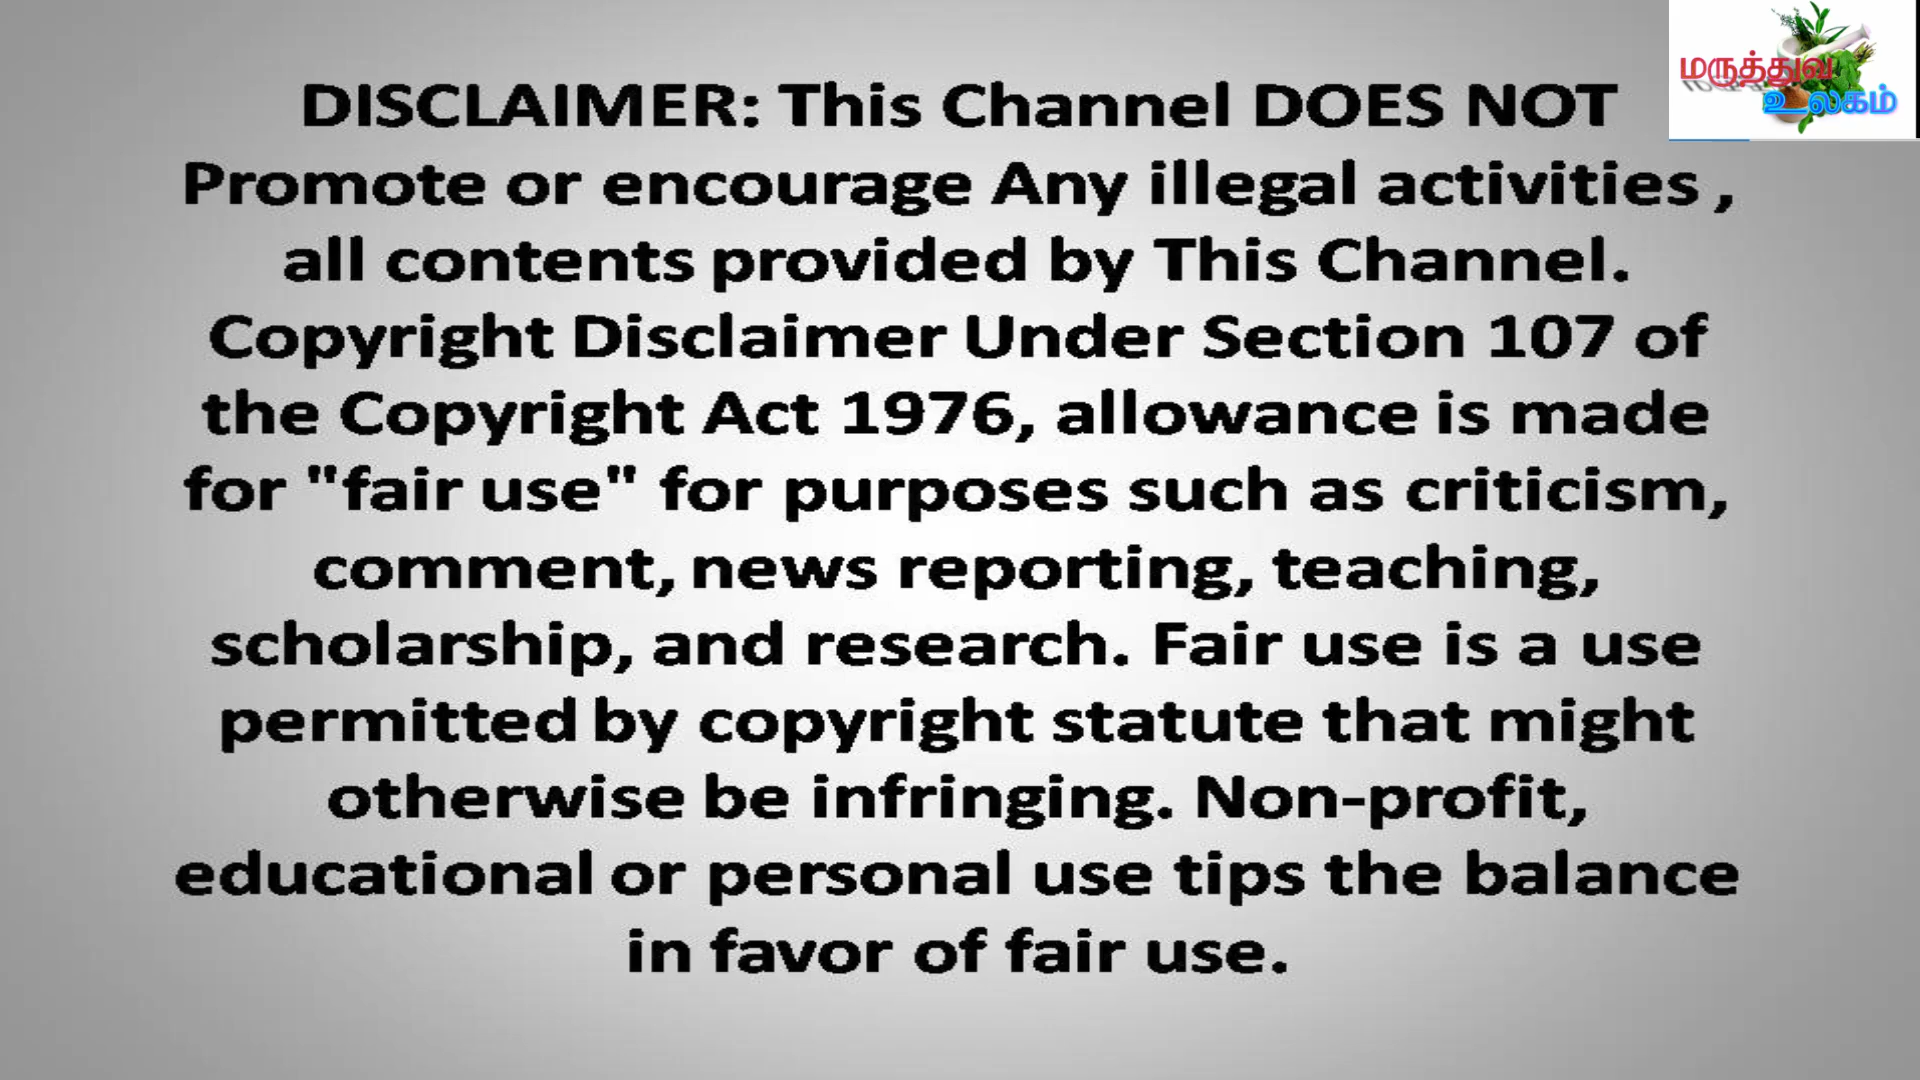 மருத்துவ
உலகம்
DISCLAIMER: This Channel DOES NOT
Promote or encourage Any illegal activities ,
all contents provided by This Channel.
Copyright Disclaimer Under Section 107 of
the Copyright Act 1976, allowance is made
for "fair use" for purposes such as criticism,
comment, news reporting, teaching,
scholarship, and research. Fair use is a use
permitted by copyright statute that might
otherwise be infringing. Non-profit,
educational or personal use tips the balance
in favor of fair use.